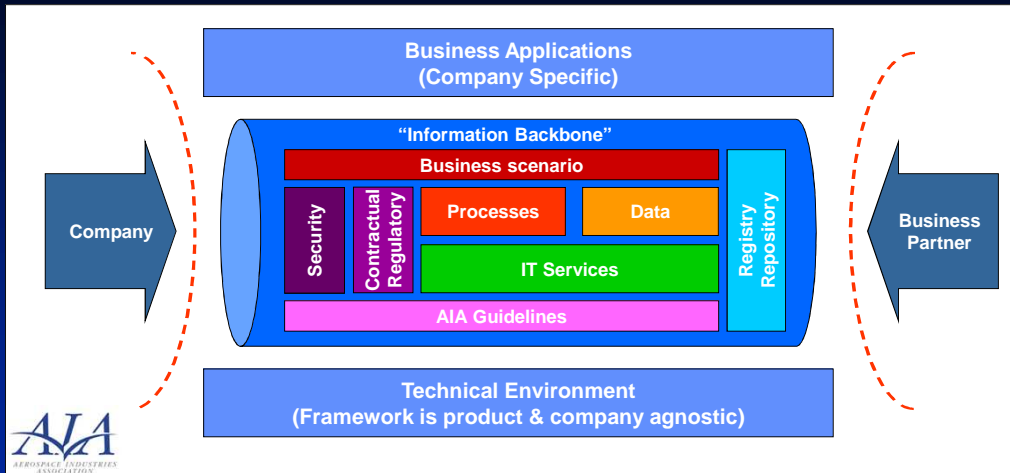 Business Applications
(Company Specific)
“Information Backbone”
Business scenario
Company
Security
Contractual
Regulatory
Processes
Data
IT Services
AIA Guidelines
Registry
Repository
Business
Partner
Technical Environment
(Framework is product & company agnostic)
AIA
AEROSPACE INDUSTRIES
ASSOCIATION